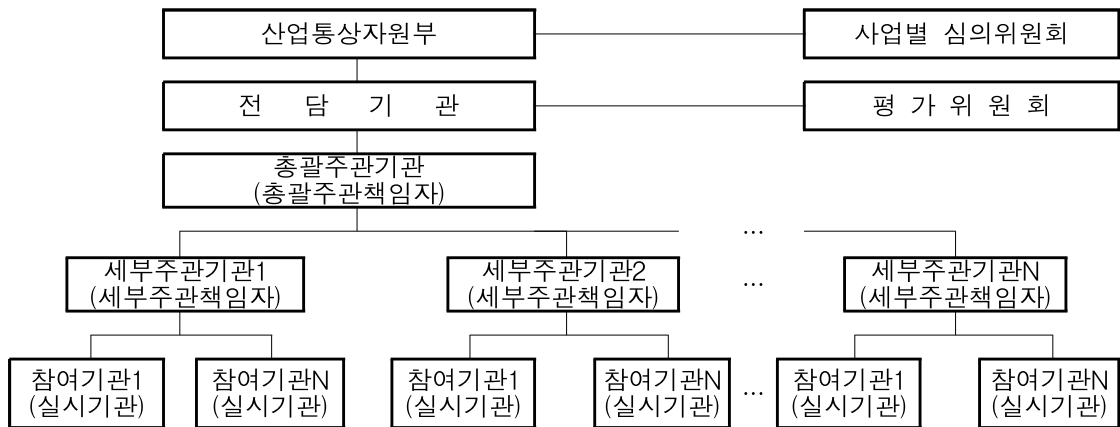 산업통상자원부
사업별 심의위원회
전 담 기 관
평 가 위 원 회
총괄주관기관
(총괄주관책임자)
...
세부주관기관1
(세부주관책임자)
세부주관기관2
(세부주관책임자)
...
세부주관기관N
(세부주관책임자)
참여기관1
(실시기관)
참여기관N
(실시기관)
참여기관1
(실시기관)
참여기관N
(실시기관)
...
참여기관1
(실시기관)
참여기관N
(실시기관)